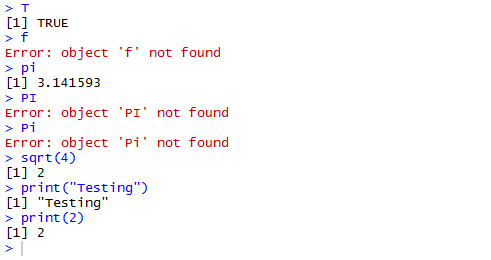 > T
[1] TRUE
> f
Error: object 'f' not found
> pi
[1] 3.141593
> PI
Error: object 'PI' not found
> Pi
Error: object 'Pi' not found
> sqrt(4)
[1] 2
> print("Testing")
[1] "Testing"
> print(2)
[1] 2
>